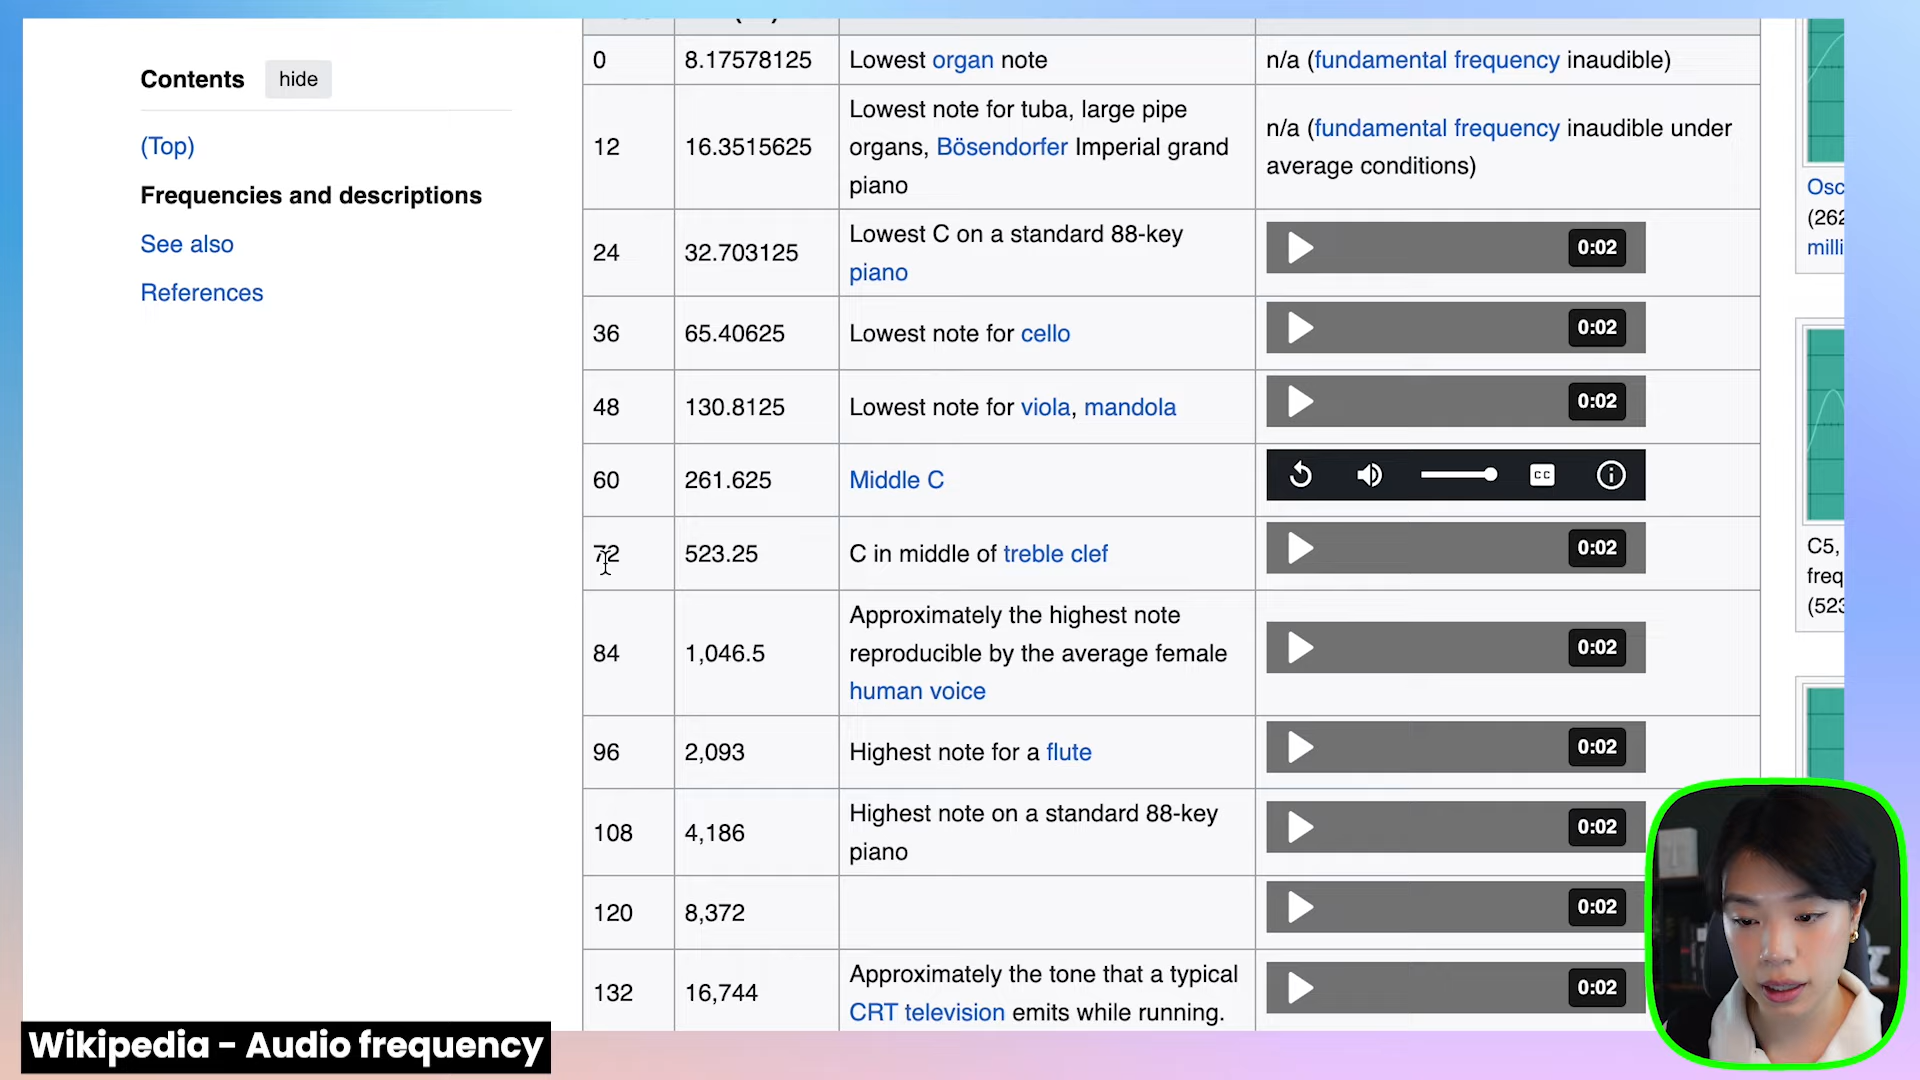 Contents hide
(Top)
Frequencies and descriptions
See also
References
0 8.17578125 Lowest organ note n/a (fundamental frequency inaudible)
12 16.3515625 Lowest note for tuba, large pipe
organs, Bösendorfer Imperial grand
piano
n/a (fundamental frequency inaudible under
average conditions)
24 32.703125 Lowest C on a standard 88-key
piano
0:02
36 65.40625 Lowest note for cello 0:02
48 130.8125 Lowest note for viola, mandola 0:02
60 261.625 Middle C CC
72 523.25 C in middle of treble clef 0:02
84 1,046.5 Approximately the highest note
reproducible by the average female
human voice
0:02
96 2,093 Highest note for a flute 0:02
108 4,186 Highest note on a standard 88-key
piano
0:02
120 8,372 0:02
132 16,744 Approximately the tone that a typical
CRT television emits while running.
0:02
Osc
(262
milli
C5,
freq
(523
Wikipedia - Audio frequency